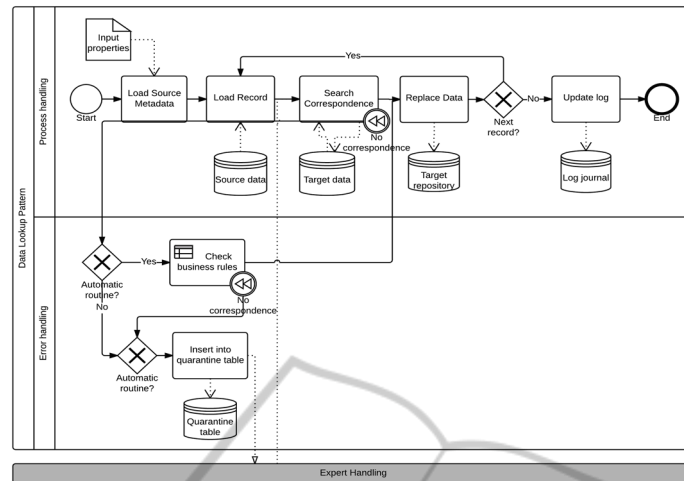 Data Lookup Pattern
Process handling
Input
properties
Yes
Start
Load Source
Metadata
Load Record
Search
Correspondence
Replace Data
Next
record?
No
Update log
End
No
correspondence
Source data
Target data
Target
repository
Log journal
Error handling
Automatic
routine?
Yes
No
Check
business rules
No
correspondence
Automatic
routine?
Insert into
quarantine table
Quarantine
table
Expert Handling